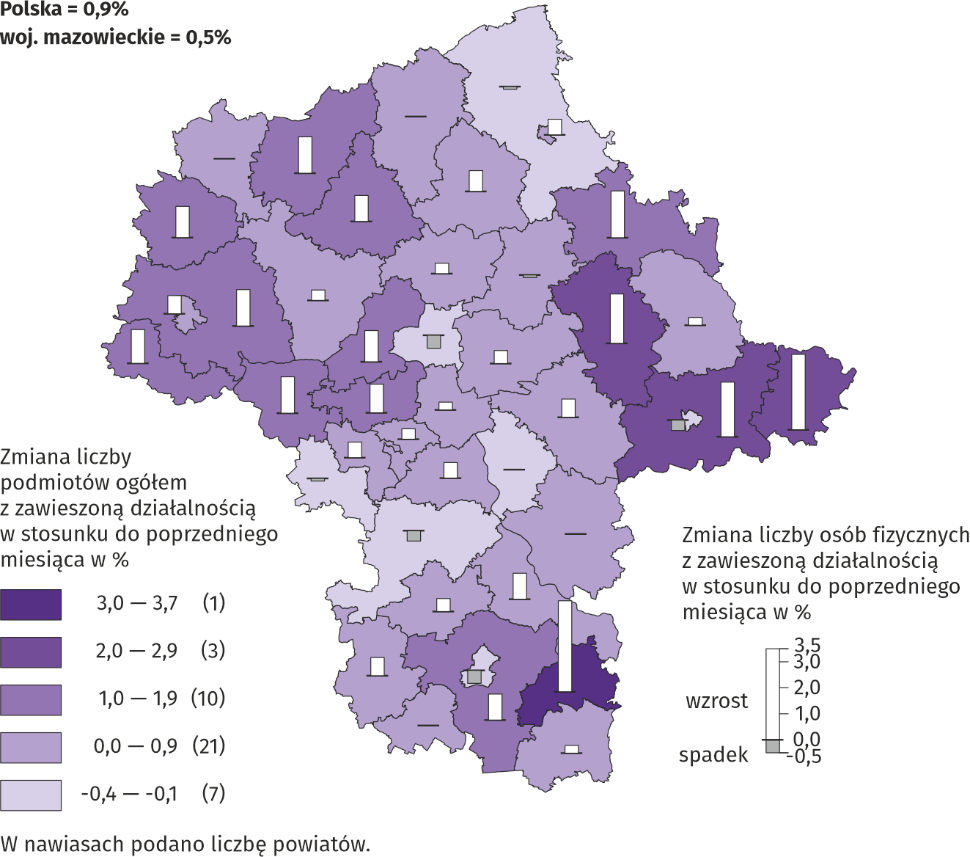 Polska = 0,9%
woj. mazowieckie = 0,5%
Zmiana liczby
podmiotów ogółem
z zawieszoną działalnością
w stosunku do poprzedniego
miesiąca w %
3,0 — 3,7 (1)
2,0 — 2,9 (3)
1,0 — 1,9 (10)
0,0 — 0,9 (21)
-0,4 — -0,1 (7)
W nawiasach podano liczbę powiatów.
Zmiana liczby osób fizycznych
z zawieszoną działalnością
w stosunku do poprzedniego
miesiąca w %
3,5
3,0
2,0
wzrost
1,0
0,0
spadek
-0,5